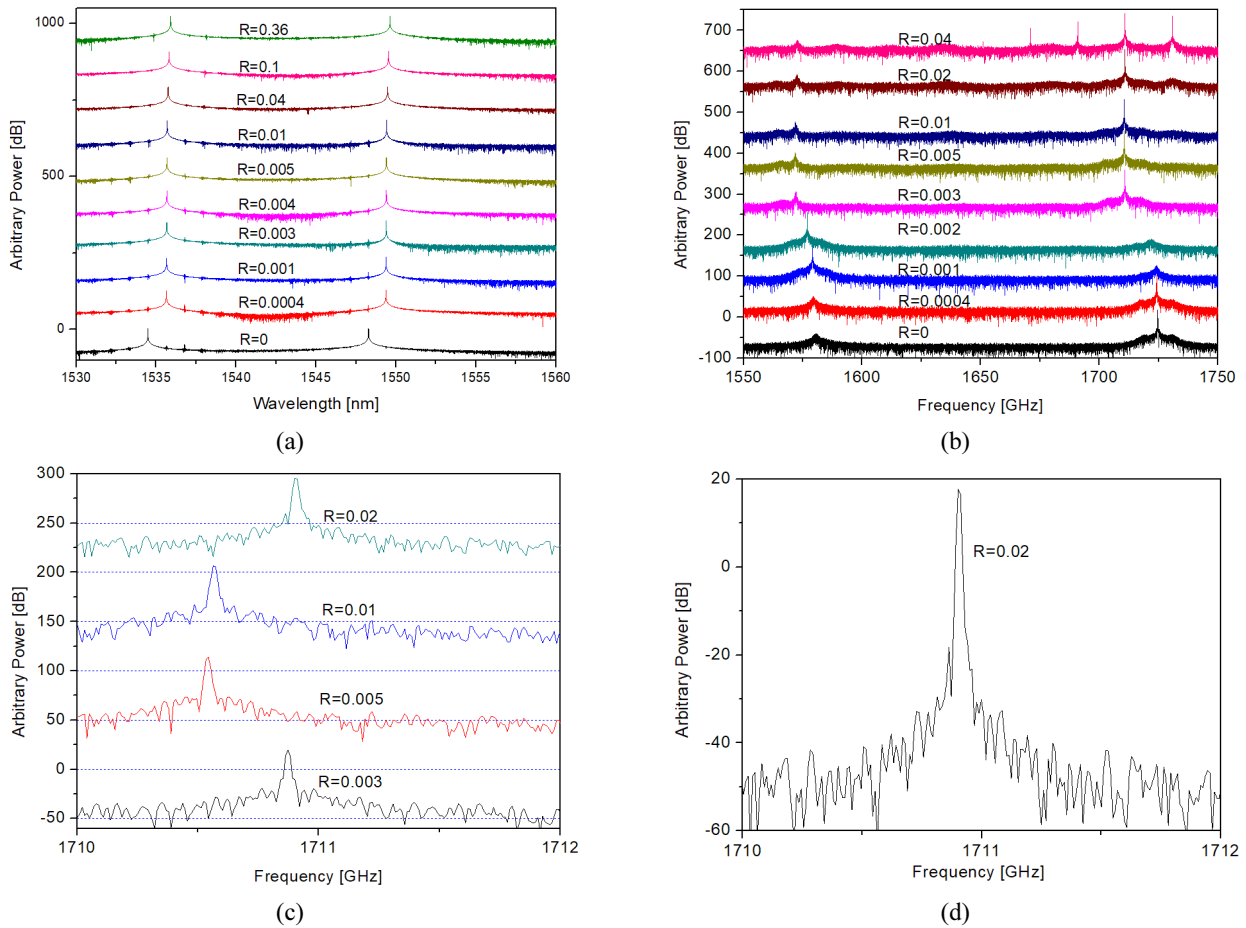 1000
500
0
Arbitrary Power [dB]
R=0.36
R=0.1
R=0.04
R=0.01
R=0.005
R=0.004
R=0.003
R=0.001
R=0.0004
R=0
1530 1535 1540 1545 1550 1555 1560
Wavelength [nm]
(a)
700
600
500
400
300
200
100
0
-100
Arbitrary Power [dB]
R=0.04
R=0.02
R=0.01
R=0.005
R=0.003
R=0.002
R=0.001
R=0.0004
R=0
1550 1600 1650 1700 1750
Frequency [GHz]
(b)
300
250
200
150
100
50
0
-50
Arbitrary Power [dB]
R=0.02
R=0.01
R=0.005
R=0.003
1710 1711 1712
Frequency [GHz]
(c)
20
0
-20
-40
-60
Arbitrary Power [dB]
R=0.02
1710 1711 1712
Frequency [GHz]
(d)